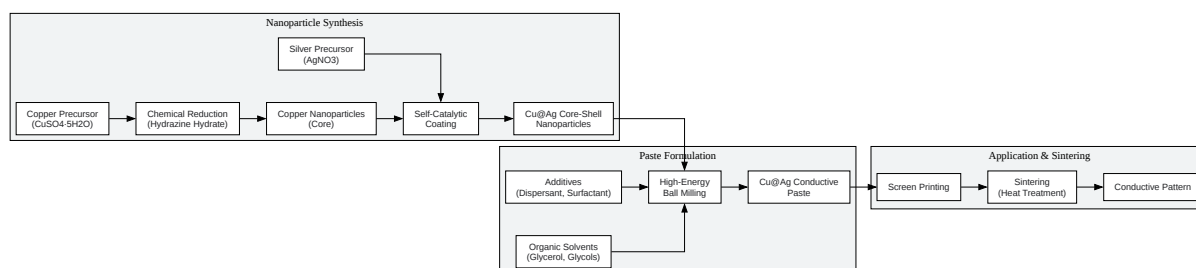 Nanoparticle Synthesis
Silver Precursor
(AgNO3)
Copper Precursor
(CuSO4·5H2O)
Chemical Reduction
(Hydrazine Hydrate)
Copper Nanoparticles
(Core)
Self-Catalytic
Coating
Cu@Ag Core-Shell
Nanoparticles
Paste Formulation
Additives
(Dispersant, Surfactant)
High-Energy
Ball Milling
Cu@Ag Conductive
Paste
Organic Solvents
(Glycerol, Glycols)
Application & Sintering
Screen Printing
Sintering
(Heat Treatment)
Conductive Pattern